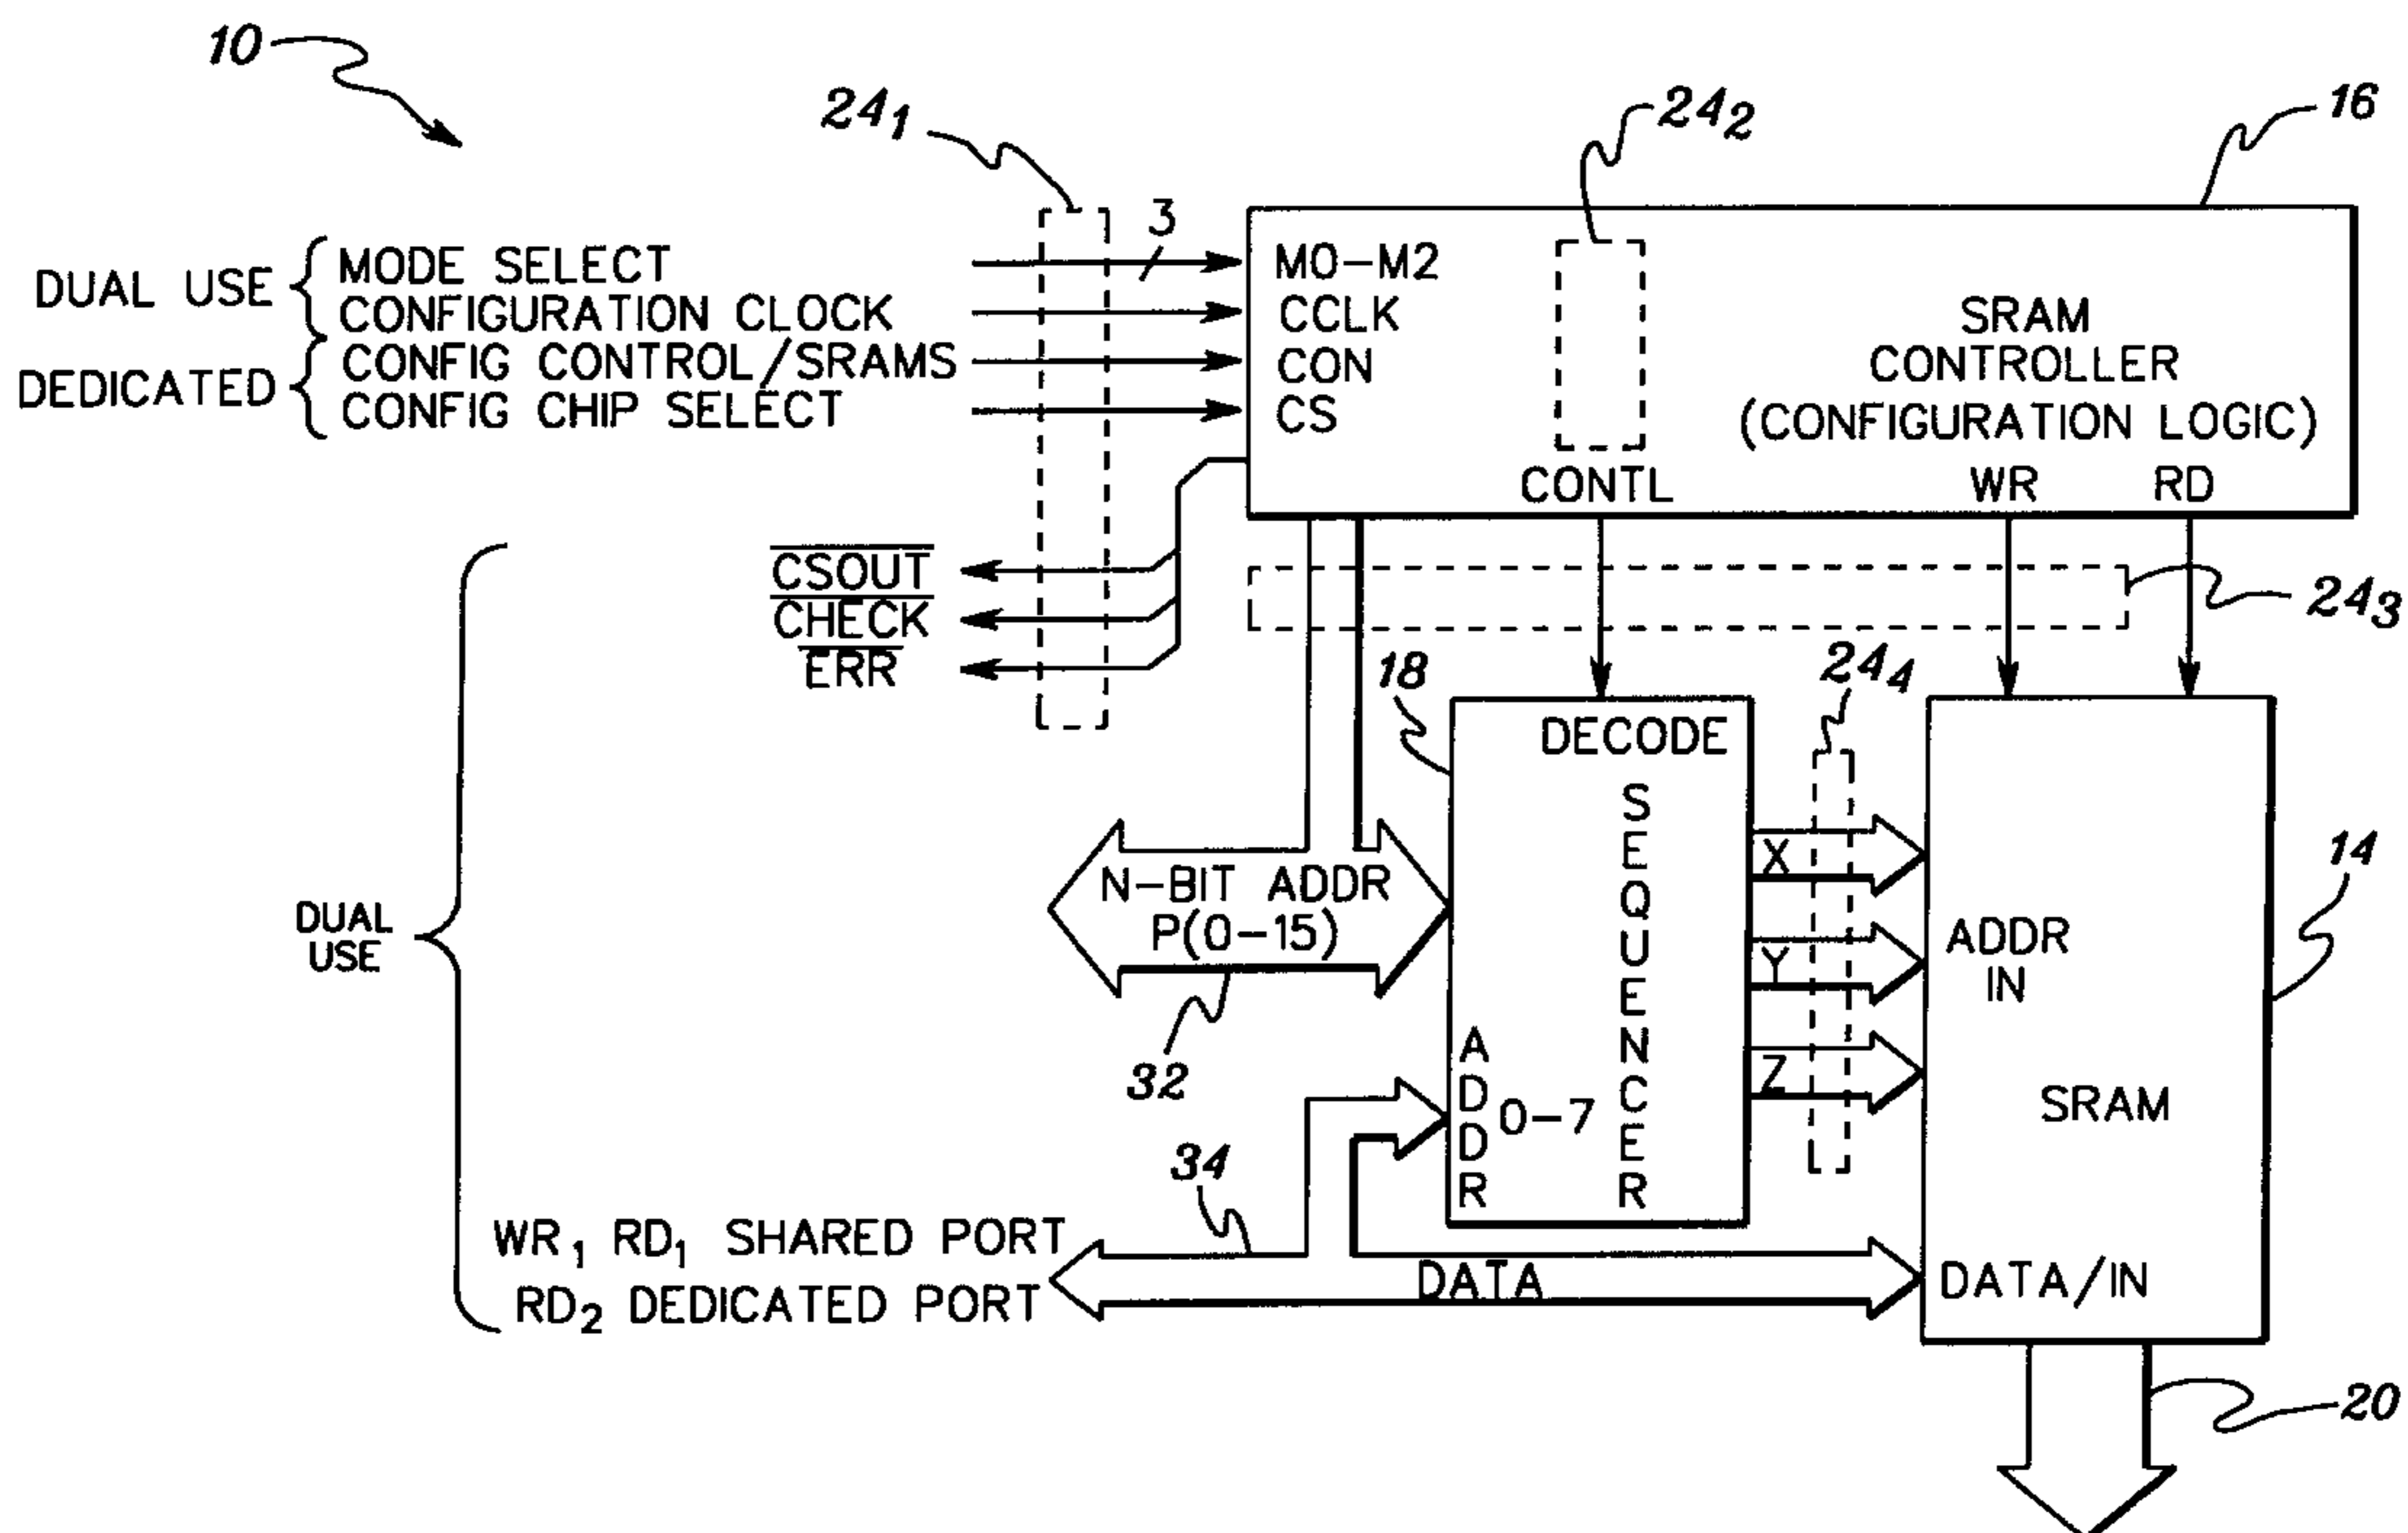 10
24₁
24₂
16
3
DUAL USE
MODE SELECT
CONFIGURATION CLOCK
DEDICATED
CONFIG CONTROL/SRAMS
CONFIG CHIP SELECT
M0-M2
CCLK
CON
CS
SRAM
CONTROLLER
(CONFIGURATION LOGIC)
CONTL
WR
RD
CSOUT
CHECK
ERR
24₃
18
24₄
DECODE
SEQUENCER
X
Y
Z
N-BIT ADDR
P(0-15)
32
DUAL
USE
ADDR
0-7
ADDR
IN
14
SRAM
34
WR₁ RD₁ SHARED PORT
RD₂ DEDICATED PORT
DATA
DATA/IN
20